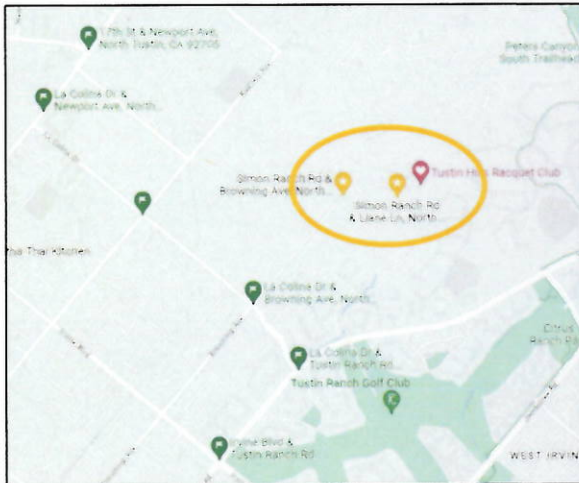 17th St & Newport Ave,
North Tustin, CA 92705
Peters Canyon
South Trailhead
La Colina Dr &
Newport Ave, North...
Simon Ranch Rd &
Browning Ave, North...
Tustin Hills Racquet Club
Simon Ranch Rd
& Liane Ln, North...
Thai Kitchen
La Colina Dr &
Browning Ave, North...
La Colina Dr &
Tustin Ranch Rd...
Citrus
Ranch Pa
Tustin Ranch Golf Club
Irvine Blvd &
Tustin Ranch Rd
WEST IRVIN